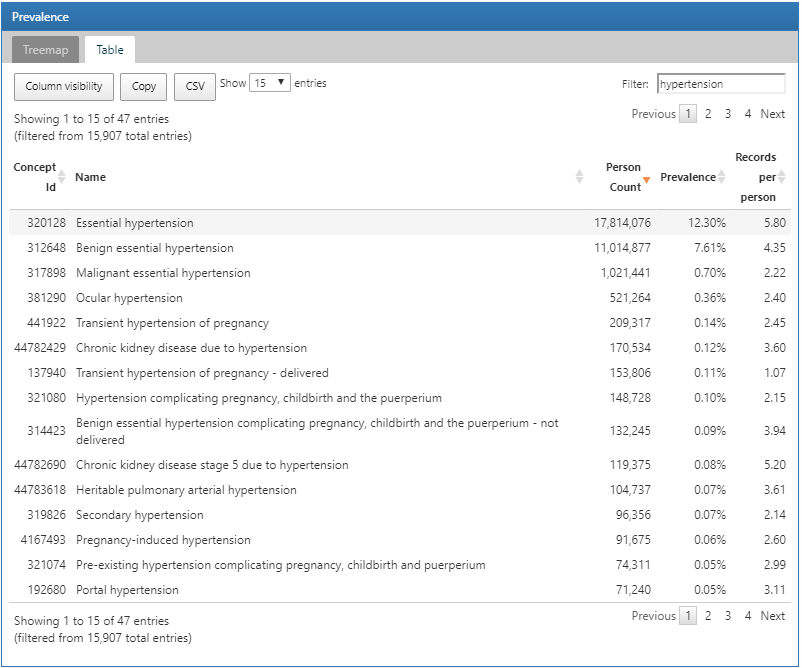 Prevalence
Treemap Table
Column visibility Copy CSV Show 15 entries Filter: hypertension
Showing 1 to 15 of 47 entries Previous 1 2 3 4 Next
(filtered from 15,907 total entries)
Concept Id Name Person Count Prevalence Records per person
320128 Essential hypertension 17,814,076 12.30% 5.80
312648 Benign essential hypertension 11,014,877 7.61% 4.35
317898 Malignant essential hypertension 1,021,441 0.70% 2.22
381290 Ocular hypertension 521,264 0.36% 2.40
441922 Transient hypertension of pregnancy 209,317 0.14% 2.45
44782429 Chronic kidney disease due to hypertension 170,534 0.12% 3.60
137940 Transient hypertension of pregnancy - delivered 153,806 0.11% 1.07
321080 Hypertension complicating pregnancy, childbirth and the puerperium 148,728 0.10% 2.15
314423 Benign essential hypertension complicating pregnancy, childbirth and the puerperium - not
delivered 132,245 0.09% 3.94
44782690 Chronic kidney disease stage 5 due to hypertension 119,375 0.08% 5.20
44783618 Heritable pulmonary arterial hypertension 104,737 0.07% 3.61
319826 Secondary hypertension 96,356 0.07% 2.14
4167493 Pregnancy-induced hypertension 91,675 0.06% 2.60
321074 Pre-existing hypertension complicating pregnancy, childbirth and puerperium 74,311 0.05% 2.99
192680 Portal hypertension 71,240 0.05% 3.11
Showing 1 to 15 of 47 entries Previous 1 2 3 4 Next
(filtered from 15,907 total entries)